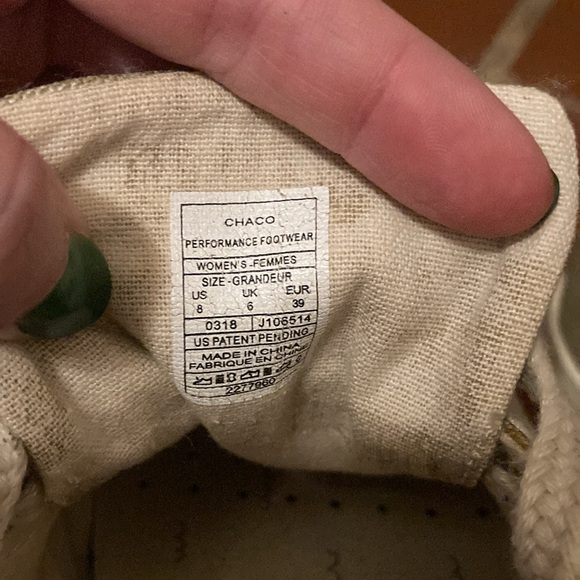 CHACO
PERFORMANCE FOOTWEAR
WOMEN'S-FEMMES
SIZE-GRANDEUR
US UK EUR
8 6 39
0318 J106514
US PATENT PENDING
MADE IN CHINA
FABRIQUE EN CHINE
2277960